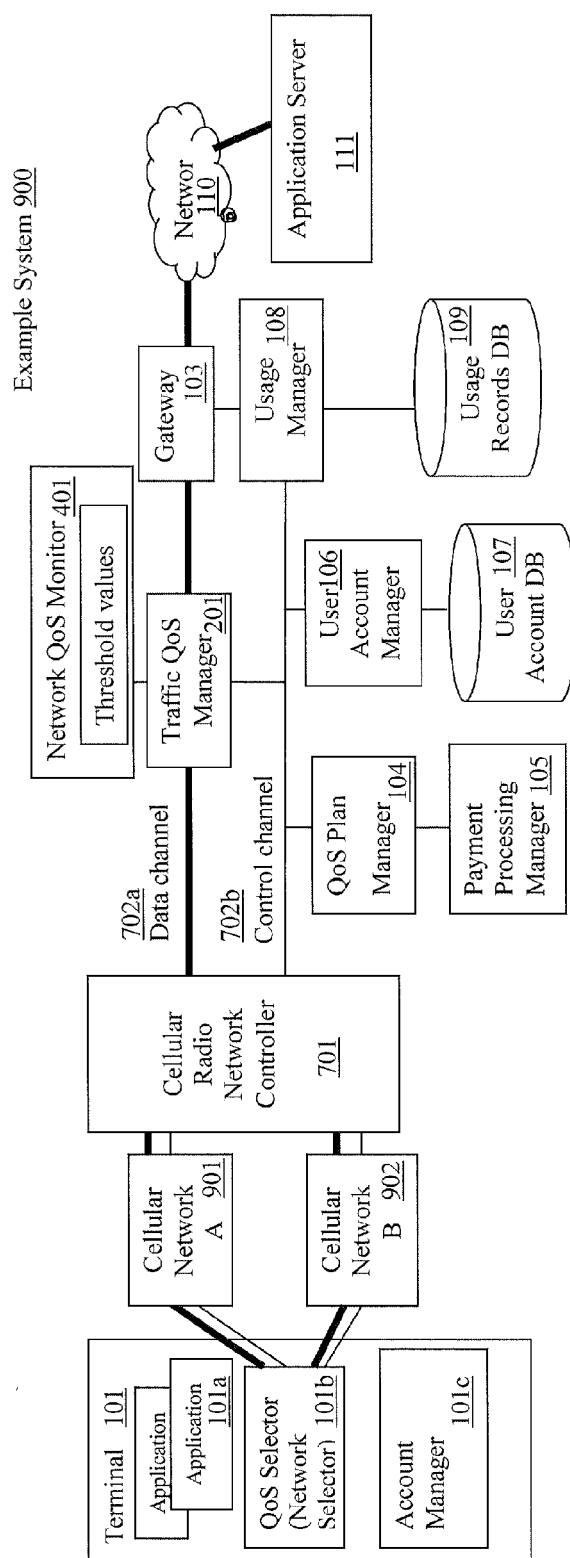 Example System 900
Terminal 101
Application
Application
101a
QoS Selector
(Network
Selector) 101b
Account
Manager
101c
Cellular
Network 901
A
Cellular
Network 902
B
Cellular
Radio
Network
Controller
701
702a
Data channel
702b
Control channel
Network QoS Monitor 401
Threshold values
Traffic QoS
Manager 201
Gateway
103
Networ
110
Application Server
111
QoS Plan
Manager 104
Payment
Processing
Manager 105
User 106
Account
Manager
User 107
Account DB
Usage 108
Manager
Usage 109
Records DB